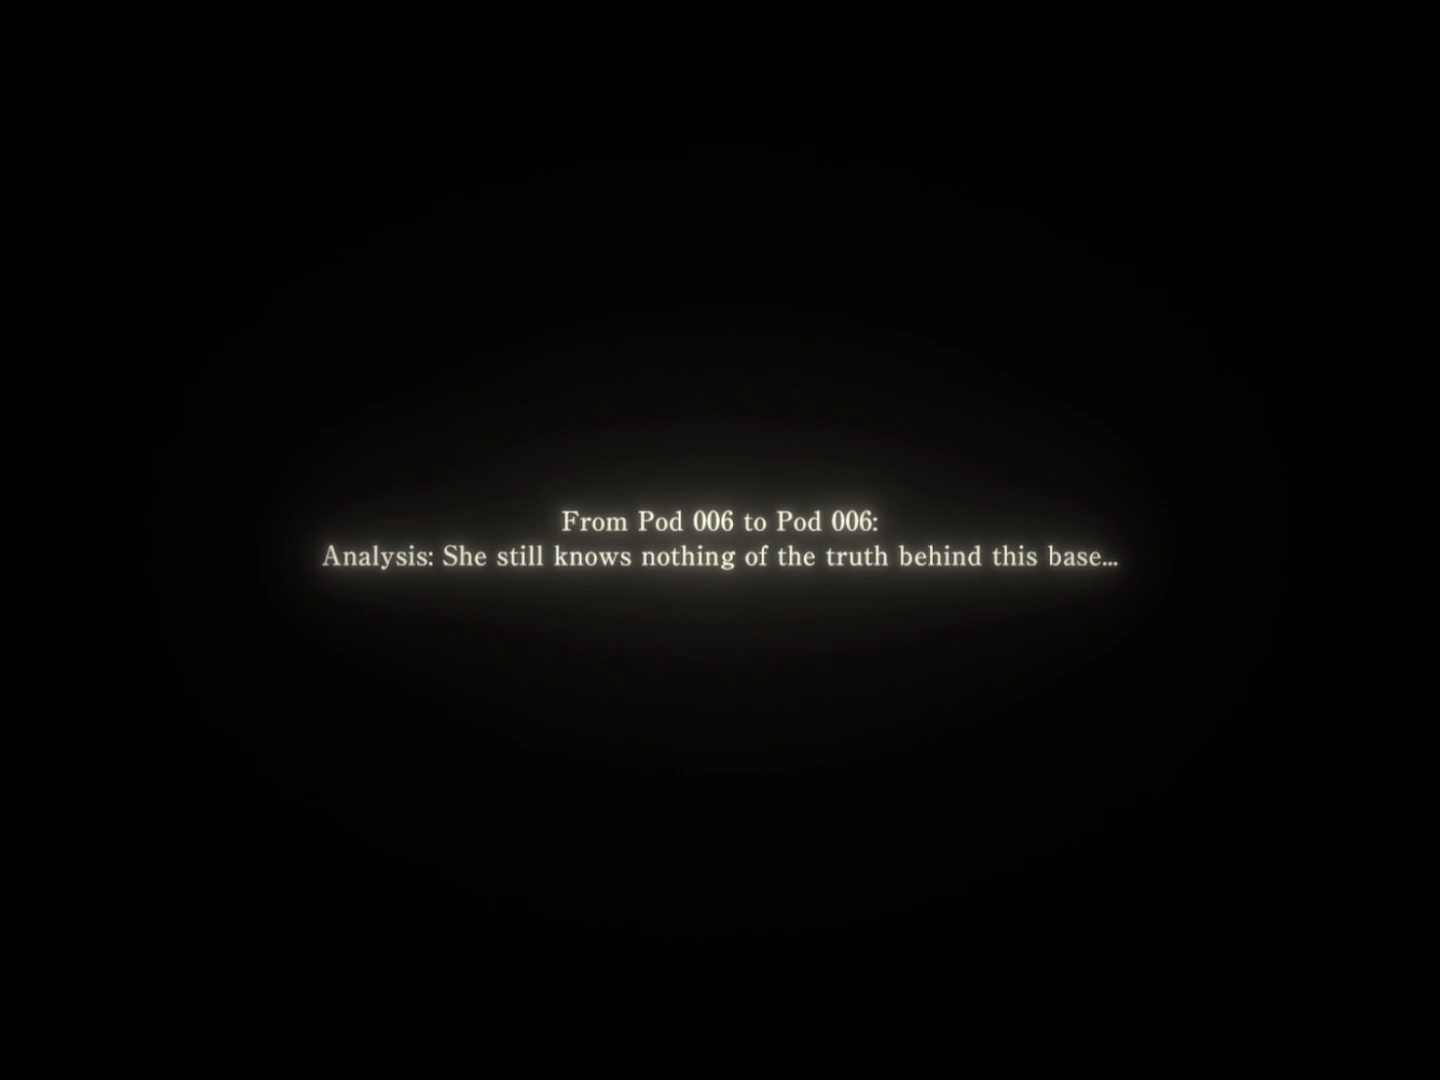 From Pod 006 to Pod 006:
Analysis: She still knows nothing of the truth behind this base...